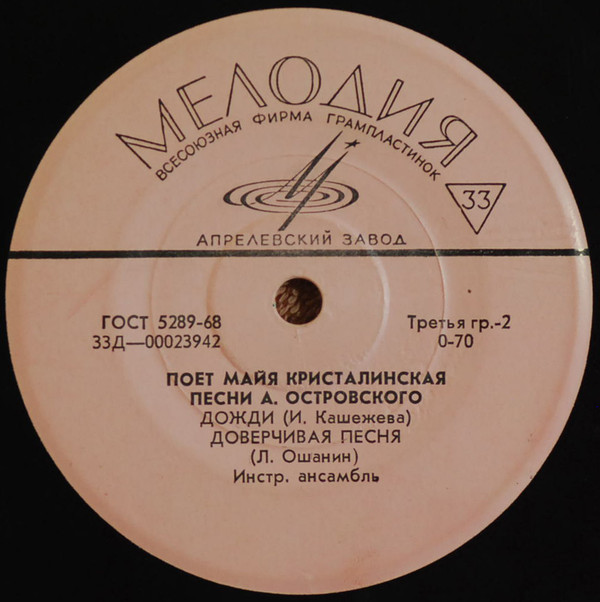 МЕЛОДИЯ
ВСЕСОЮЗНАЯ ФИРМА ГРАМПЛАСТИНОК
33
АПРЕЛЕВСКИЙ ЗАВОД
ГОСТ 5289-68 Третья гр.-2
33Д—00023942 0-70
ПОЕТ МАЙЯ КРИСТАЛИНСКАЯ
ПЕСНИ А. ОСТРОВСКОГО
ДОЖДИ (И. Кашежева)
ДОВЕРЧИВАЯ ПЕСНЯ
(Л. Ошанин)
Инстр. ансамбль